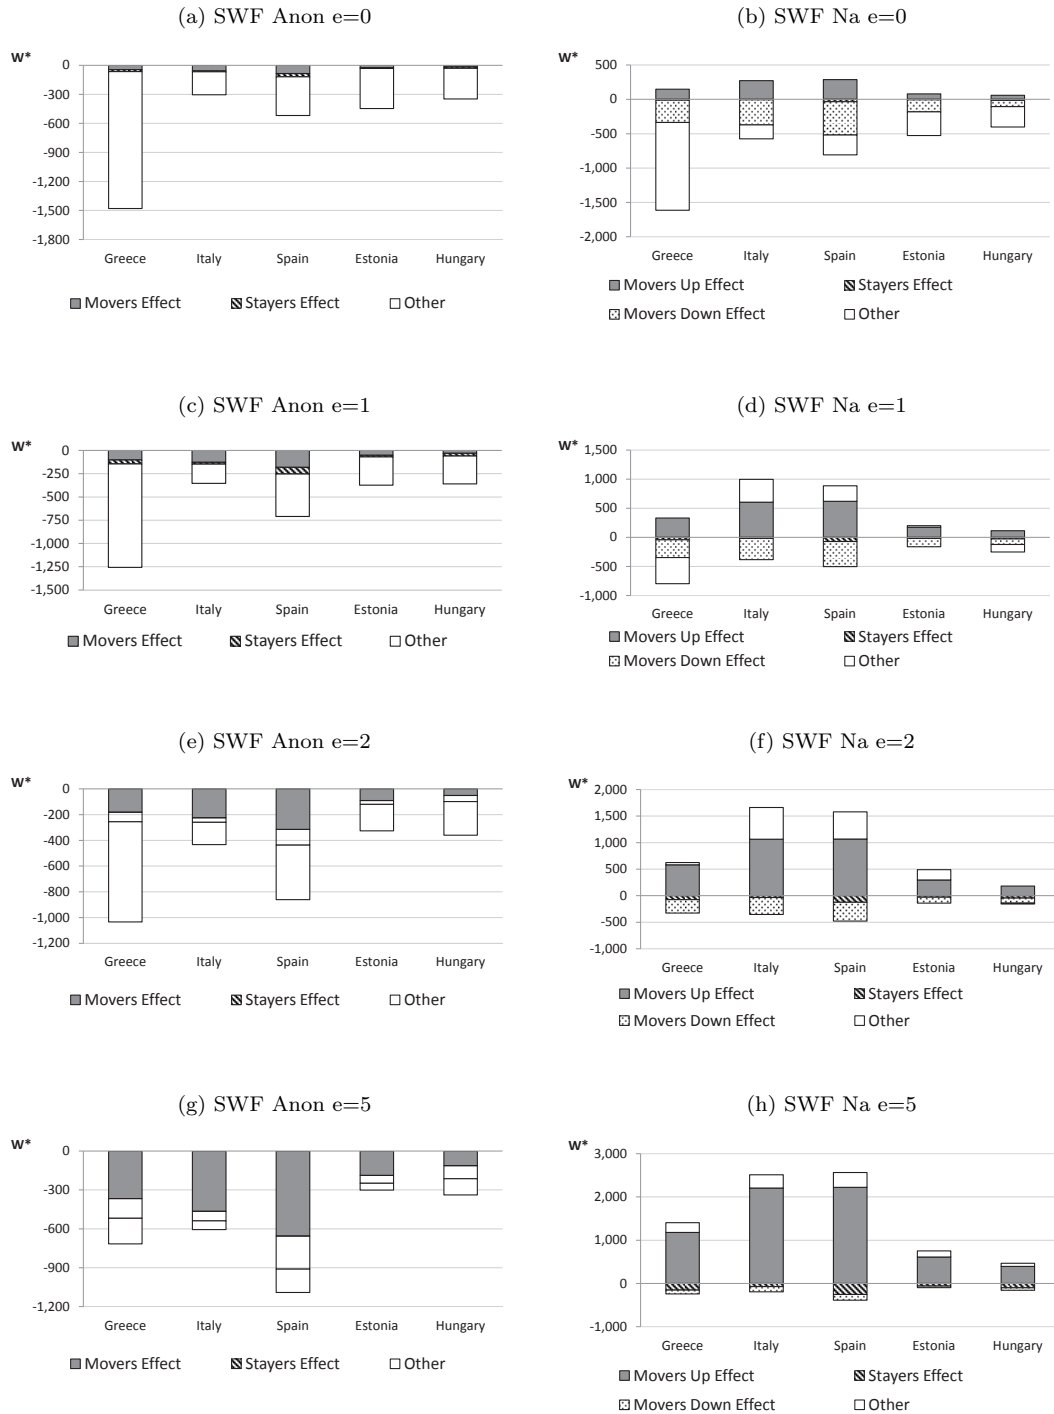 (a) SWF Anon e=0
W*
0
-300
-600
-900
-1,200
-1,500
-1,800
Greece Italy Spain Estonia Hungary
Movers Effect Stayers Effect Other
(b) SWF Na e=0
W*
500
0
-500
-1,000
-1,500
-2,000
Greece Italy Spain Estonia Hungary
Movers Up Effect Stayers Effect
Movers Down Effect Other
(c) SWF Anon e=1
W*
0
-250
-500
-750
-1,000
-1,250
-1,500
Greece Italy Spain Estonia Hungary
Movers Effect Stayers Effect Other
(d) SWF Na e=1
W*
1,500
1,000
500
0
-500
-1,000
Greece Italy Spain Estonia Hungary
Movers Up Effect Stayers Effect
Movers Down Effect Other
(e) SWF Anon e=2
W*
0
-200
-400
-600
-800
-1,000
-1,200
Greece Italy Spain Estonia Hungary
Movers Effect Stayers Effect Other
(f) SWF Na e=2
W*
2,000
1,500
1,000
500
0
-500
-1,000
Greece Italy Spain Estonia Hungary
Movers Up Effect Stayers Effect
Movers Down Effect Other
(g) SWF Anon e=5
W*
0
-300
-600
-900
-1,200
Greece Italy Spain Estonia Hungary
Movers Effect Stayers Effect Other
(h) SWF Na e=5
W*
3,000
2,000
1,000
0
-1,000
Greece Italy Spain Estonia Hungary
Movers Up Effect Stayers Effect
Movers Down Effect Other